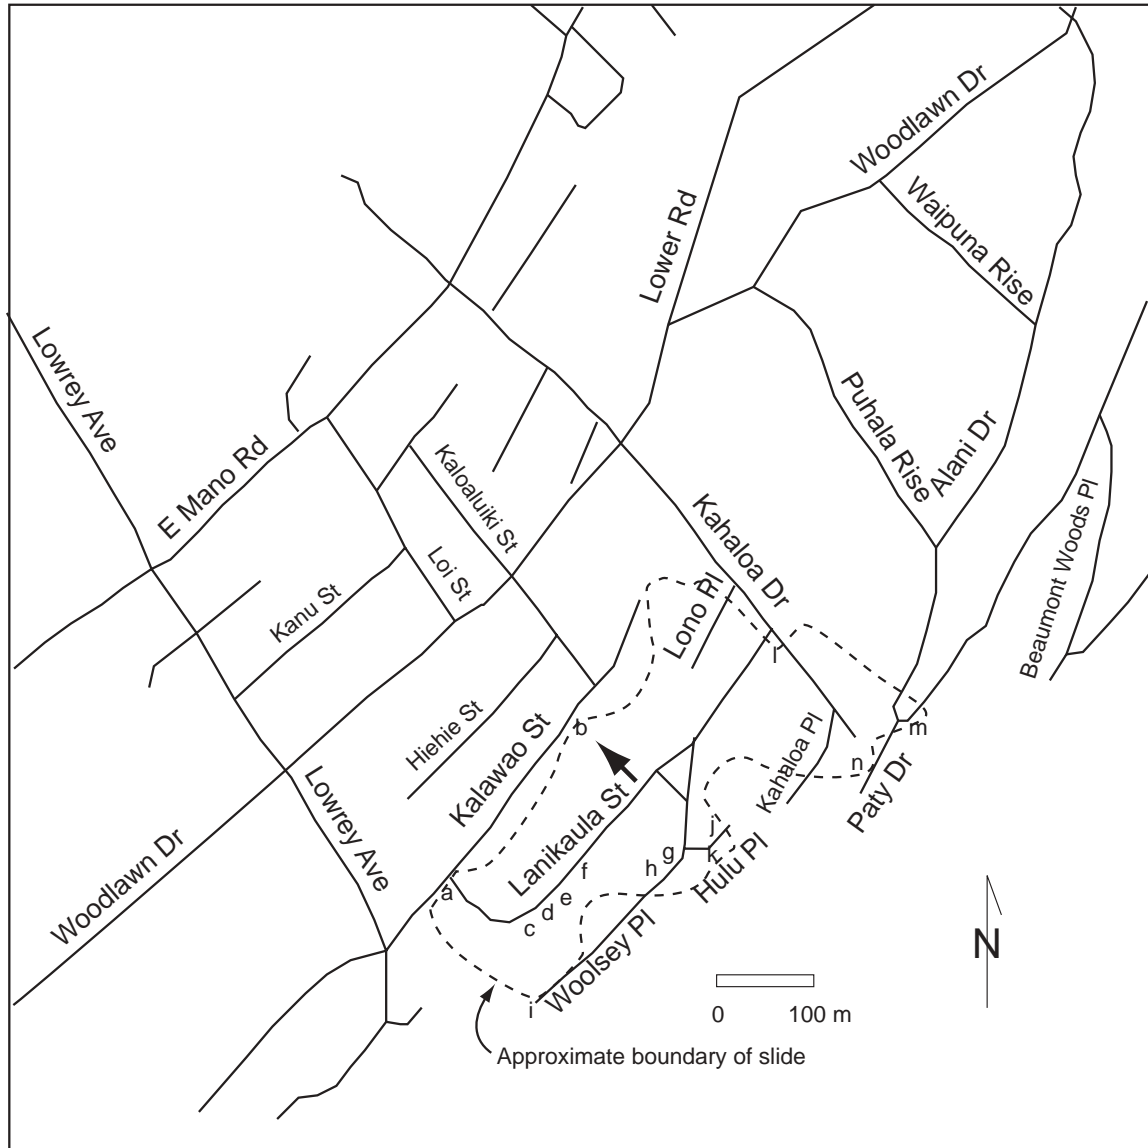 Woodlawn Dr
Waipuna Rise
Lower Rd
Lowrey Ave
E Mano Rd
Kaloaluiki St
Puhala Rise
Alani Dr
Beaumont Woods Pl
Kahaloa Dr
Loi St
Kanu St
Lono Pl
l
Hiehie St
Kalawao St
b
Kahaloa Pl
m
n
Paty Dr
Lowrey Ave
Lanikaula St
j
g
k
h
f
Hulu Pl
a
e
d
c
Woodlawn Dr
Woolsey Pl
i
N
0 100 m
Approximate boundary of slide